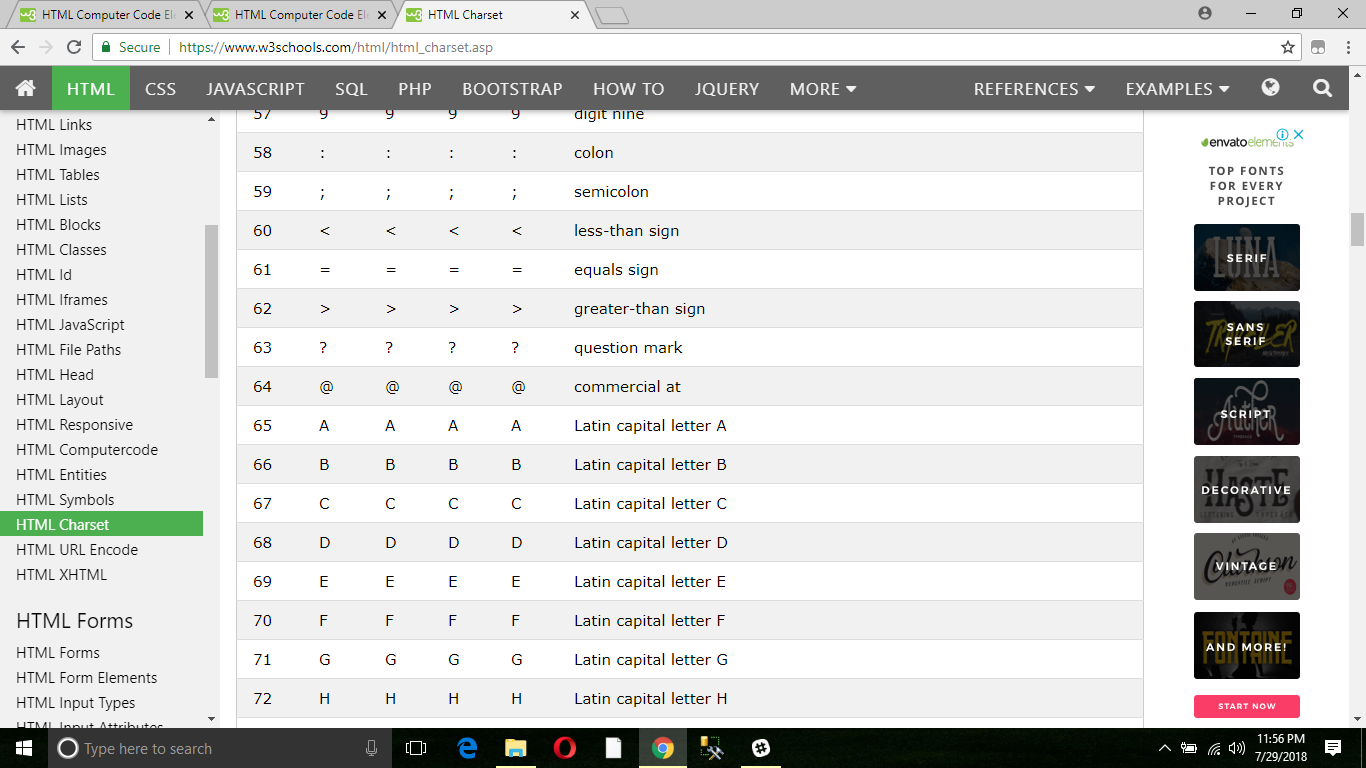 HTML Computer Code El
HTML Computer Code El
HTML Charset
Secure
https://www.w3schools.com/html/html_charset.asp
HTML CSS JAVASCRIPT SQL PHP BOOTSTRAP HOW TO JQUERY MORE REFERENCES EXAMPLES
HTML Links
HTML Images
HTML Tables
HTML Lists
HTML Blocks
HTML Classes
HTML Id
HTML Iframes
HTML JavaScript
HTML File Paths
HTML Head
HTML Layout
HTML Responsive
HTML Computercode
HTML Entities
HTML Symbols
HTML Charset
HTML URL Encode
HTML XHTML
HTML Forms
HTML Forms
HTML Form Elements
HTML Input Types
HTML Input Attributes
57 9 9 9 9 digit nine
58 : : : : colon
59 ; ; ; ; semicolon
60 < < < < less-than sign
61 = = = = equals sign
62 > > > > greater-than sign
63 ? ? ? ? question mark
64 @ @ @ @ commercial at
65 A A A A Latin capital letter A
66 B B B B Latin capital letter B
67 C C C C Latin capital letter C
68 D D D D Latin capital letter D
69 E E E E Latin capital letter E
70 F F F F Latin capital letter F
71 G G G G Latin capital letter G
72 H H H H Latin capital letter H
envatoelements
TOP FONTS
FOR EVERY
PROJECT
LUNA
SERIF
SANS
SERIF
SCRIPT
HASTE
DECORATIVE
VINTAGE
FONTAINE
AND MORE!
START NOW
Type here to search
11:56 PM
7/29/2018